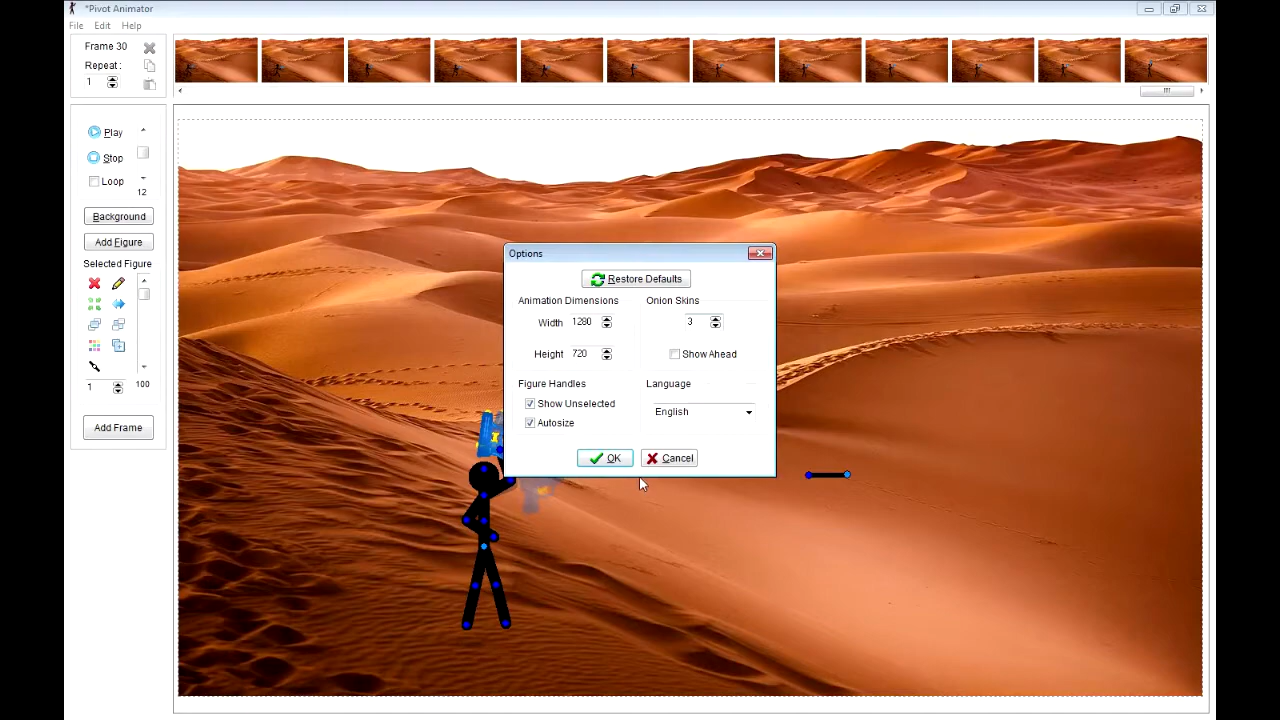 *Pivot Animator
File Edit Help
Frame 30
Repeat:
1
Play
Stop
Loop
12
Background
Add Figure
Selected Figure
1
100
Add Frame
Options
Restore Defaults
Animation Dimensions
Onion Skins
Width 1280
3
Height 720
Show Ahead
Figure Handles
Language
Show Unselected
English
Autosize
OK
Cancel